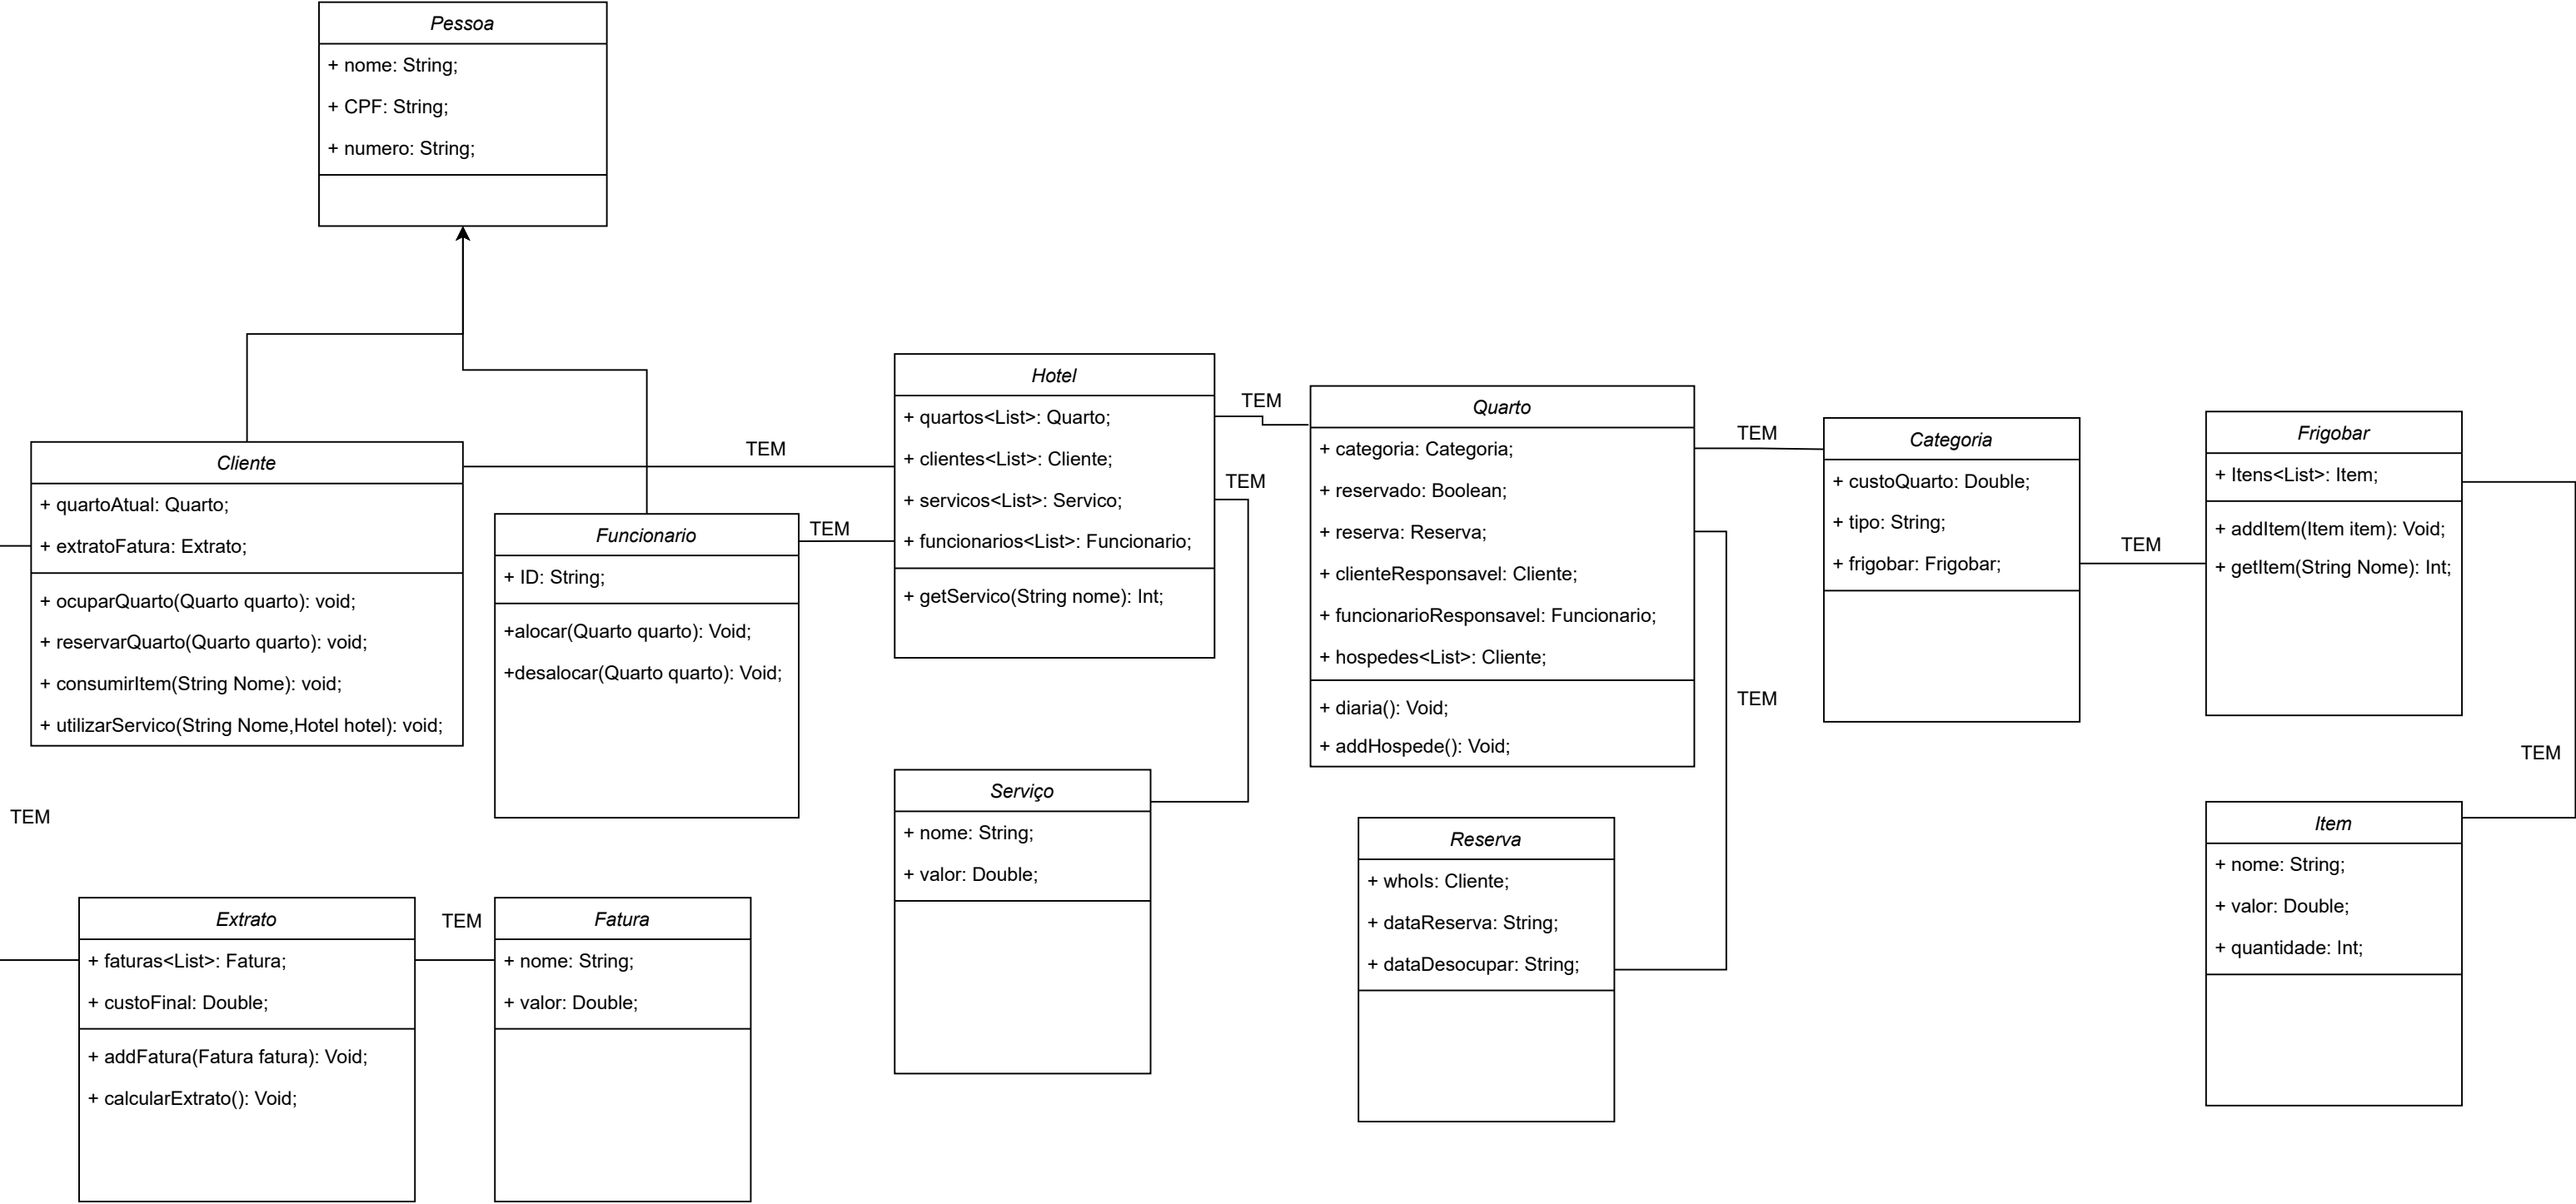 Pessoa
+ nome: String;
+ CPF: String;
+ numero: String;
Cliente
+ quartoAtual: Quarto;
+ extratoFatura: Extrato;
+ ocuparQuarto(Quarto quarto): void;
+ reservarQuarto(Quarto quarto): void;
+ consumirItem(String Nome): void;
+ utilizarServico(String Nome,Hotel hotel): void;
TEM
Funcionario
+ ID: String;
+alocar(Quarto quarto): Void;
+desalocar(Quarto quarto): Void;
TEM
Hotel
+ quartos<List>: Quarto;
+ clientes<List>: Cliente;
+ servicos<List>: Servico;
+ funcionarios<List>: Funcionario;
+ getServico(String nome): Int;
TEM
TEM
Quarto
+ categoria: Categoria;
+ reservado: Boolean;
+ reserva: Reserva;
+ clienteResponsavel: Cliente;
+ funcionarioResponsavel: Funcionario;
+ hospedes<List>: Cliente;
+ diaria(): Void;
+ addHospede(): Void;
TEM
TEM
Categoria
+ custoQuarto: Double;
+ tipo: String;
+ frigobar: Frigobar;
TEM
Frigobar
+ Itens<List>: Item;
+ addItem(Item item): Void;
+ getItem(String Nome): Int;
TEM
TEM
Extrato
+ faturas<List>: Fatura;
+ custoFinal: Double;
+ addFatura(Fatura fatura): Void;
+ calcularExtrato(): Void;
TEM
Fatura
+ nome: String;
+ valor: Double;
Serviço
+ nome: String;
+ valor: Double;
Reserva
+ whoIs: Cliente;
+ dataReserva: String;
+ dataDesocupar: String;
Item
+ nome: String;
+ valor: Double;
+ quantidade: Int;